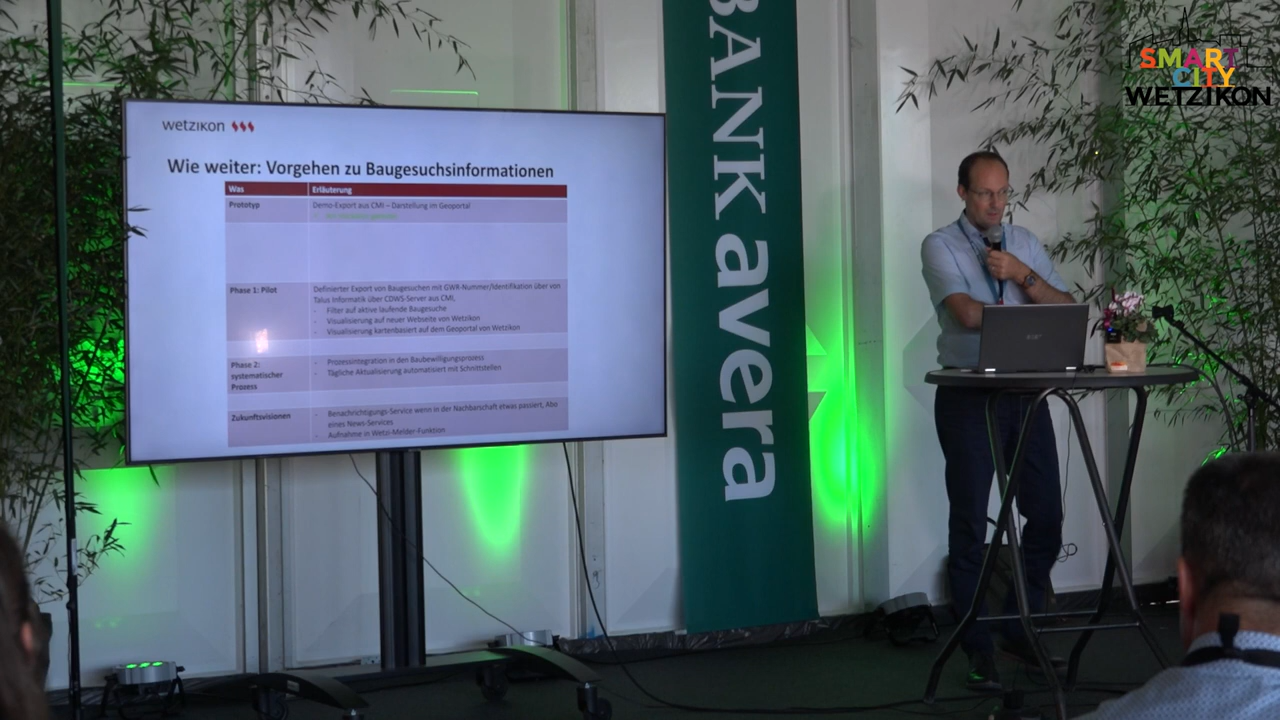 SMART
CITY
WETZIKON
BANK avera
wetzikon
Wie weiter: Vorgehen zu Baugesuchsinformationen
Was Erläuterung
Prototyp Demo-Export aus CMI – Darstellung im Geoportal
Phase 1: Pilot Definierter Export von Baugesuchen mit GWR-Nummer/Identifikation über von
Talus Informatik über CDWS-Server aus CMI,
- Filter auf aktive laufende Baugesuche
- Visualisierung auf neuer Webseite von Wetzikon
- Visualisierung kartenbasiert auf dem Geoportal von Wetzikon
Phase 2: - Prozessintegration in den Baubewilligungsprozess
systematischer - Tägliche Aktualisierung automatisiert mit Schnittstellen
Prozess
Zukunftsvisionen - Benachrichtigungs-Service wenn in der Nachbarschaft etwas passiert, Abo
eines News-Services
- Aufnahme in Wetzi-Melder-Funktion